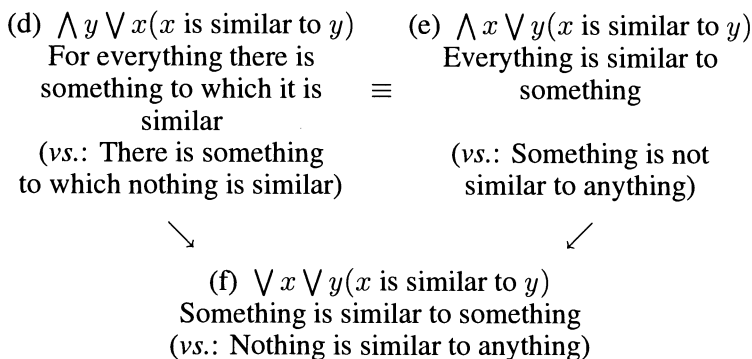 (d) ⋀ y ⋁ x(x is similar to y) (e) ⋀ x ⋁ y(x is similar to y)
For everything there is Everything is similar to
something to which it is ≡ something
similar
(vs.: There is something (vs.: Something is not
to which nothing is similar) similar to anything)
↘ ↙
(f) ⋁ x ⋁ y(x is similar to y)
Something is similar to something
(vs.: Nothing is similar to anything)